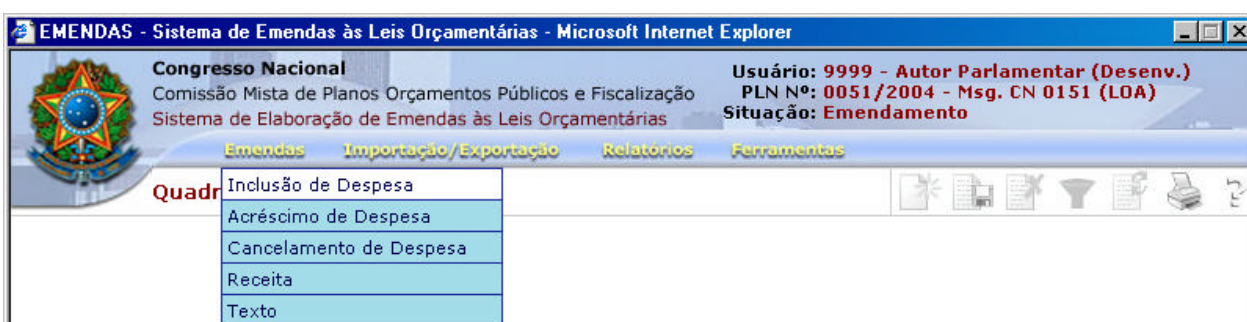 EMENDAS - Sistema de Emendas às Leis Orçamentárias - Microsoft Internet Explorer
Congresso Nacional
Comissão Mista de Planos Orçamentos Públicos e Fiscalização
Sistema de Elaboração de Emendas às Leis Orçamentárias
Usuário: 9999 - Autor Parlamentar (Desenv.)
PLN Nº: 0051/2004 - Msg. CN 0151 (LOA)
Situação: Emendamento
Emendas Importação/Exportação Relatórios Ferramentas
Quadr
Inclusão de Despesa
Acréscimo de Despesa
Cancelamento de Despesa
Receita
Texto